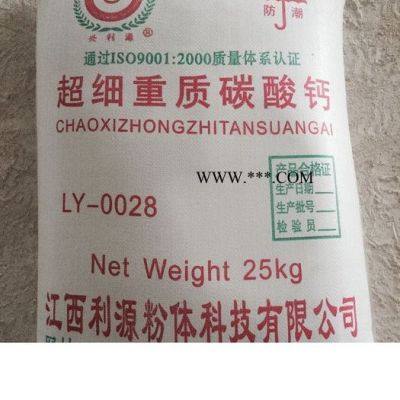 兴利源®
防潮
通过ISO9001:2000质量体系认证
超细重质碳酸钙
CHAOXIZHONGZHITANSUANGAI
产品合格证
生产日期
生产批号
检验员
WWW.***.COM
LY-0028
Net Weight 25kg
江西利源粉体科技有限公司